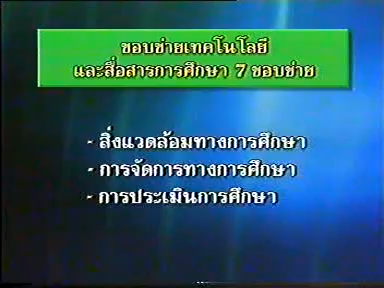 ขอบข่ายเทคโนโลยี
และสื่อสารการศึกษา 7 ขอบข่าย
- สิ่งแวดล้อมทางการศึกษา
- การจัดการทางการศึกษา
- การประเมินการศึกษา